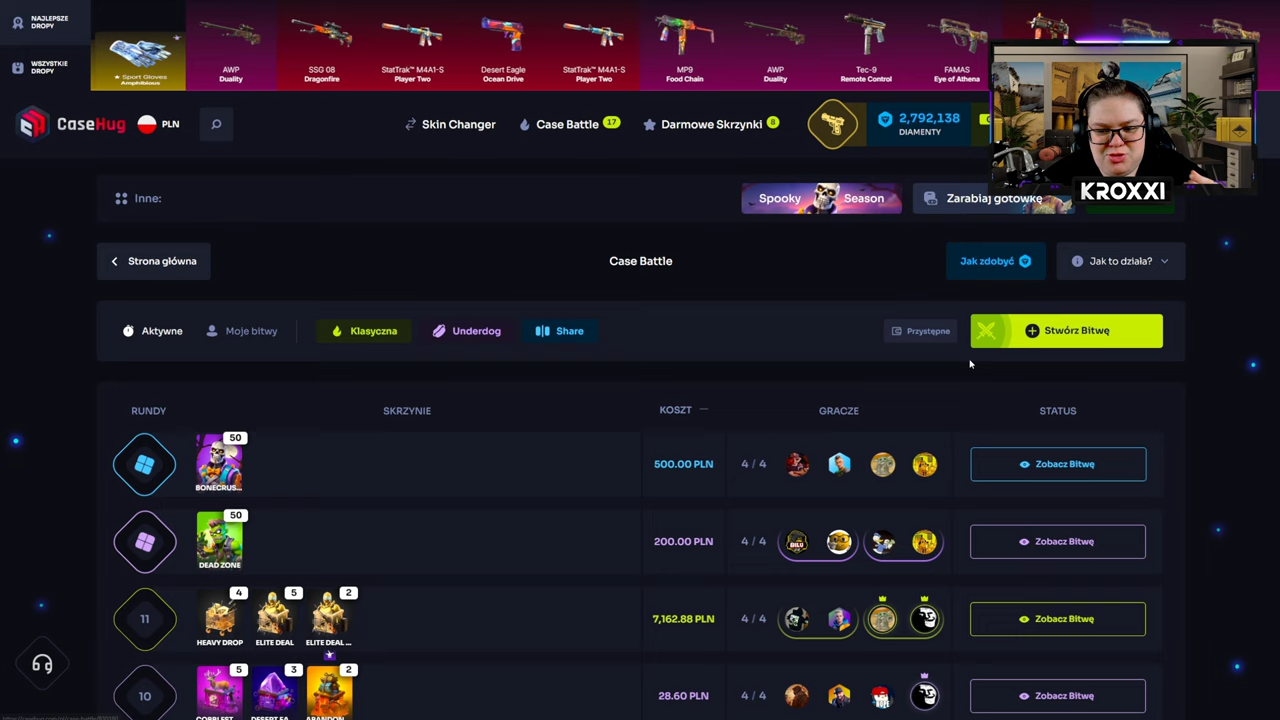 NAJLEPSZE
DROPY
WSZYSTKIE
DROPY
★ Sport Gloves
Amphibious
AWP
Duality
SSG 08
Dragonfire
StatTrak™ M4A1-S
Player Two
Desert Eagle
Ocean Drive
StatTrak™ M4A1-S
Player Two
MP9
Food Chain
AWP
Duality
Tec-9
Remote Control
FAMAS
Eye of Athena
CaseHug
PLN
Skin Changer
Case Battle 17
Darmowe Skrzynki 8
2,792,138
DIAMENTY
KROXXI
Inne:
Spooky Season
Zarabiaj gotówkę
Strona główna
Case Battle
Jak zdobyć
Jak to działa?
Aktywne
Moje bitwy
Klasyczna
Underdog
Share
Przystępne
Stwórz Bitwę
RUNDY SKRZYNIE KOSZT GRACZE STATUS
50
BONECRUS...
500.00 PLN 4 / 4 Zobacz Bitwę
50
DEAD ZONE
200.00 PLN 4 / 4 Zobacz Bitwę
11
4 5 2
HEAVY DROP ELITE DEAL ELITE DEAL ...
7,162.88 PLN 4 / 4 Zobacz Bitwę
10
5 3 2
28.60 PLN 4 / 4 Zobacz Bitwę